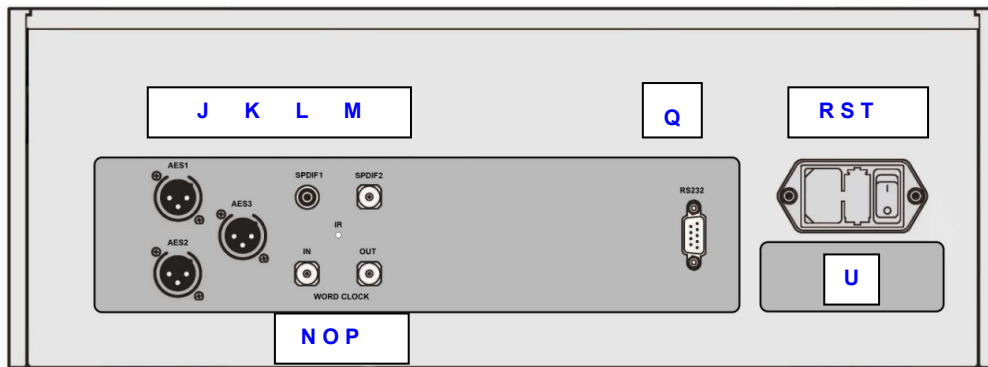 J K L M
Q
R S T
AES1
SPDIF1 SPDIF2
RS232
AES3
IR
AES2
IN OUT
WORD CLOCK
U
N O P